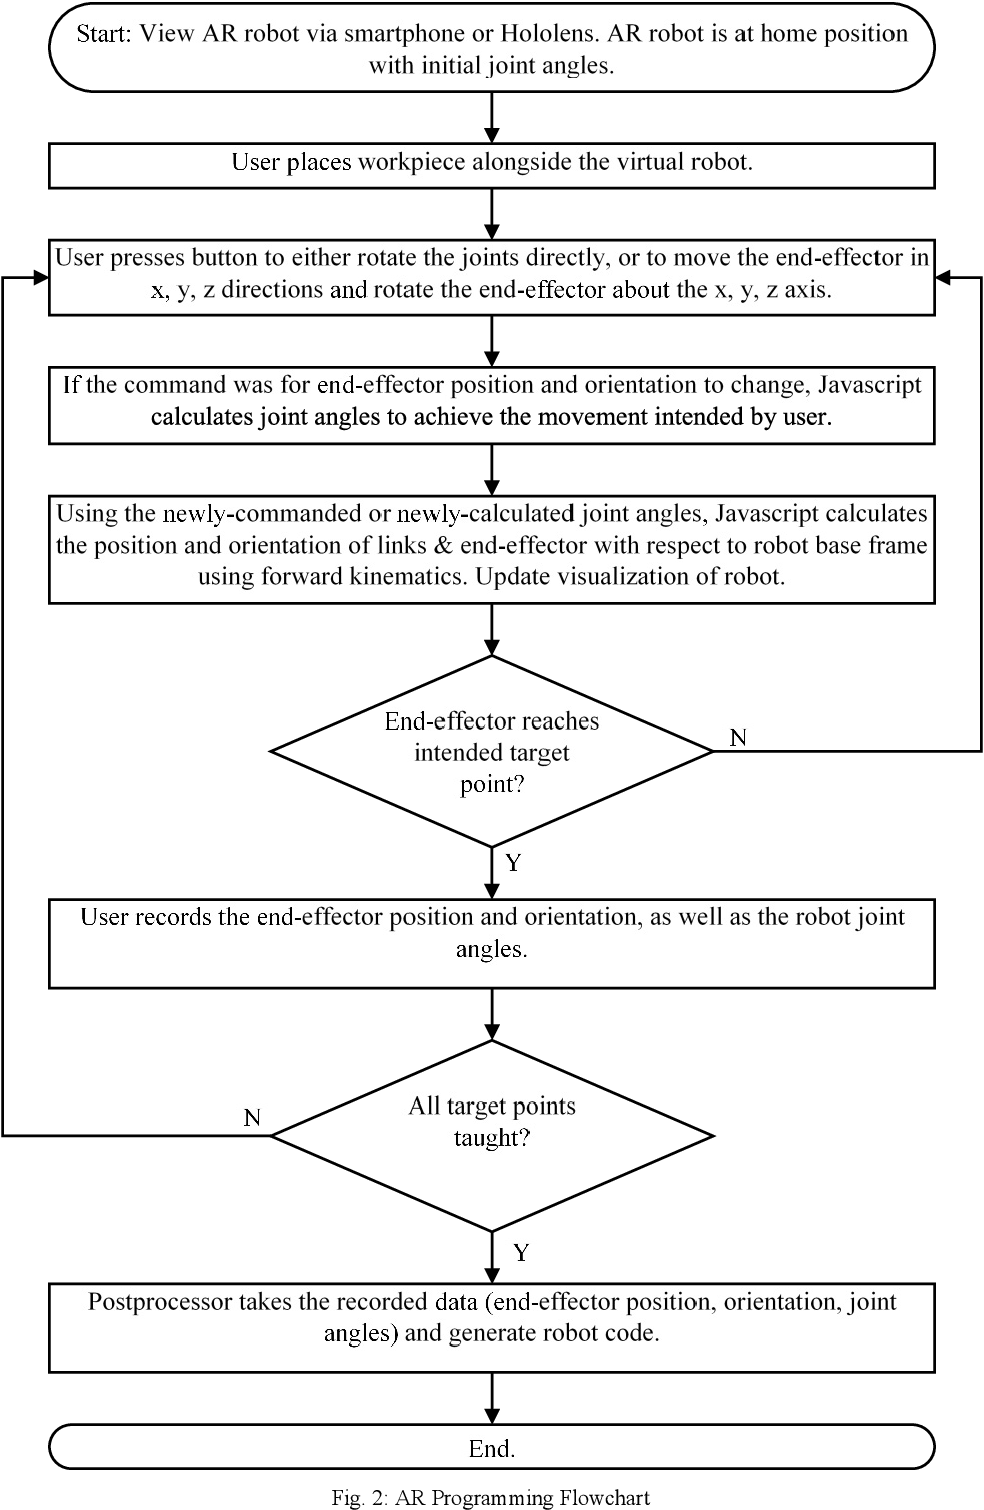 Start: View AR robot via smartphone or Hololens. AR robot is at home position
with initial joint angles.
User places workpiece alongside the virtual robot.
User presses button to either rotate the joints directly, or to move the end-effector in
x, y, z directions and rotate the end-effector about the x, y, z axis.
If the command was for end-effector position and orientation to change, Javascript
calculates joint angles to achieve the movement intended by user.
Using the newly-commanded or newly-calculated joint angles, Javascript calculates
the position and orientation of links & end-effector with respect to robot base frame
using forward kinematics. Update visualization of robot.
End-effector reaches
intended target
point?
N
Y
User records the end-effector position and orientation, as well as the robot joint
angles.
All target points
taught?
N
Y
Postprocessor takes the recorded data (end-effector position, orientation, joint
angles) and generate robot code.
End.
Fig. 2: AR Programming Flowchart